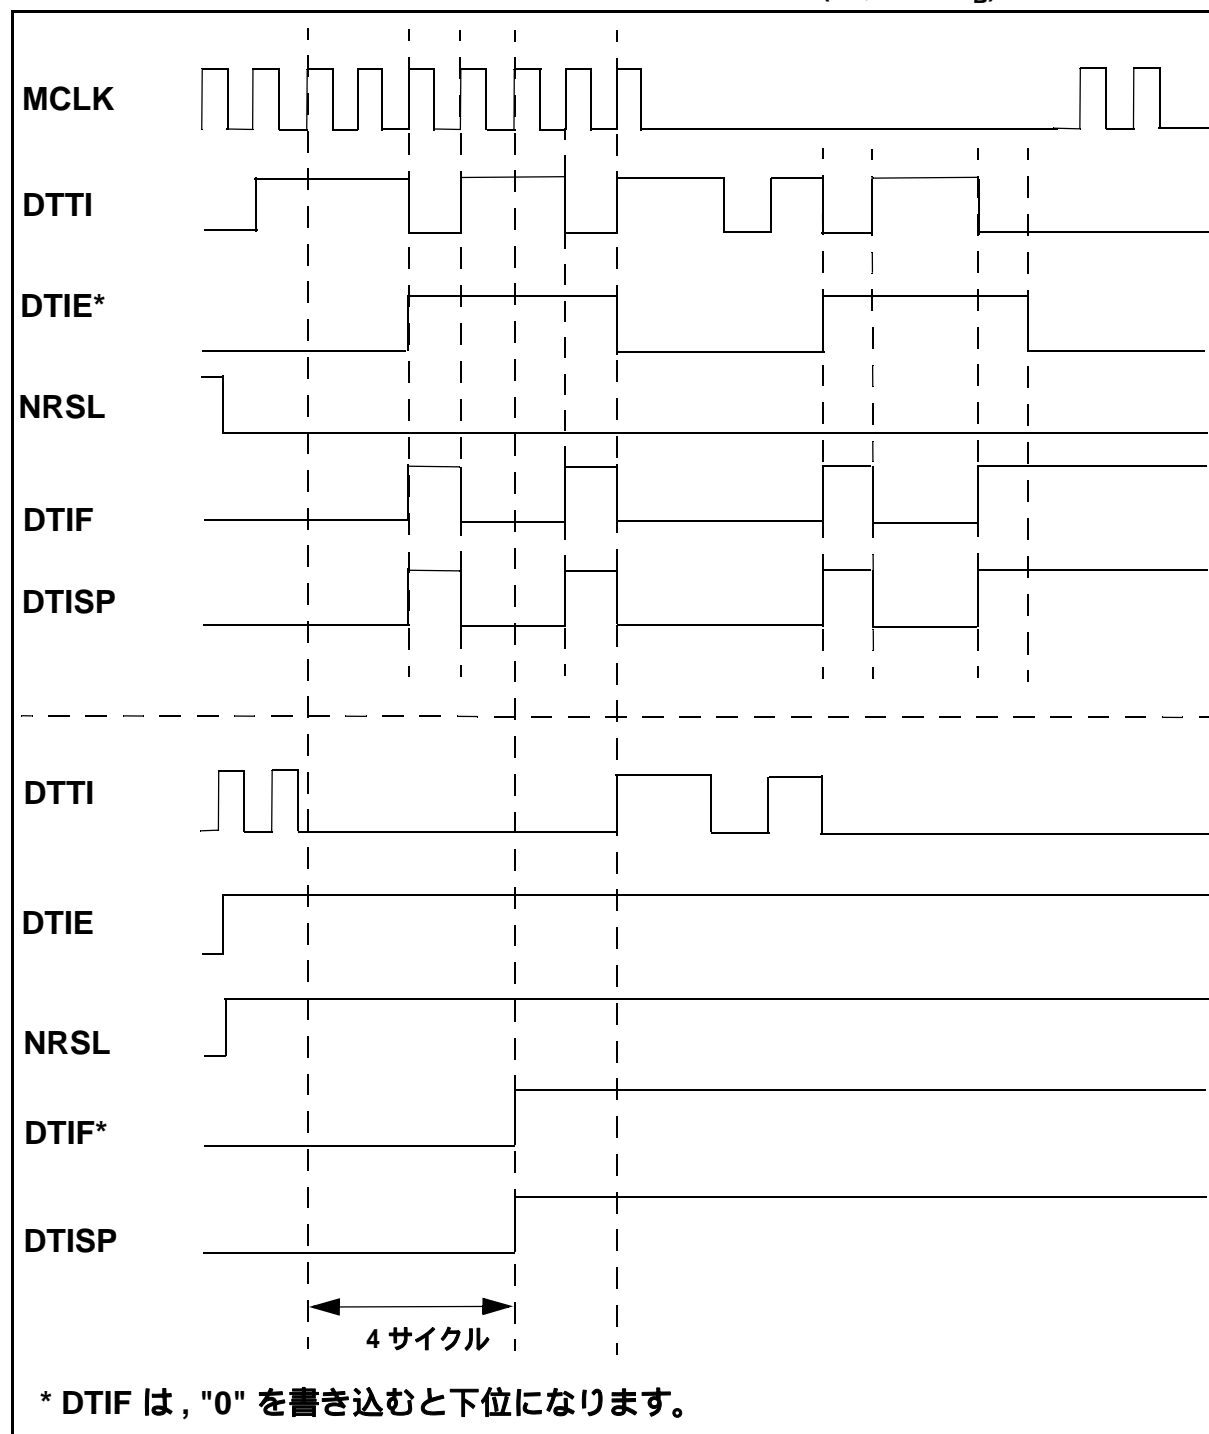 MCLK
DTTI
DTIE*
NRSL
DTIF
DTISP
DTTI
DTIE
NRSL
DTIF*
DTISP
4 サイクル
* DTIF は , "0" を書き込むと下位になります。